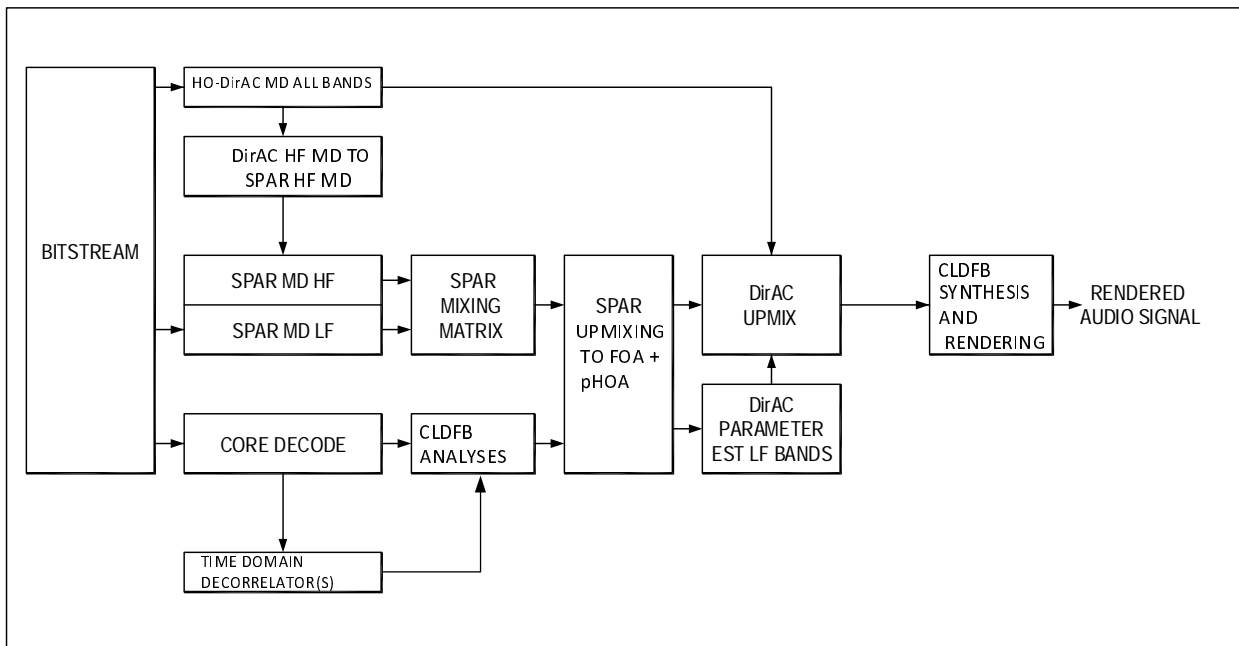 BITSTREAM
HO-DirAC MD ALL BANDS
DirAC HF MD TO
SPAR HF MD
SPAR MD HF
SPAR MD LF
SPAR
MIXING
MATRIX
CORE DECODE
CLDFB
ANALYSES
TIME DOMAIN
DECORRELATOR(S)
SPAR
UPMIXING
TO FOA +
pHOA
DirAC
UPMIX
DirAC
PARAMETER
EST LF BANDS
CLDFB
SYNTHESIS
AND
RENDERING
RENDERED
AUDIO SIGNAL